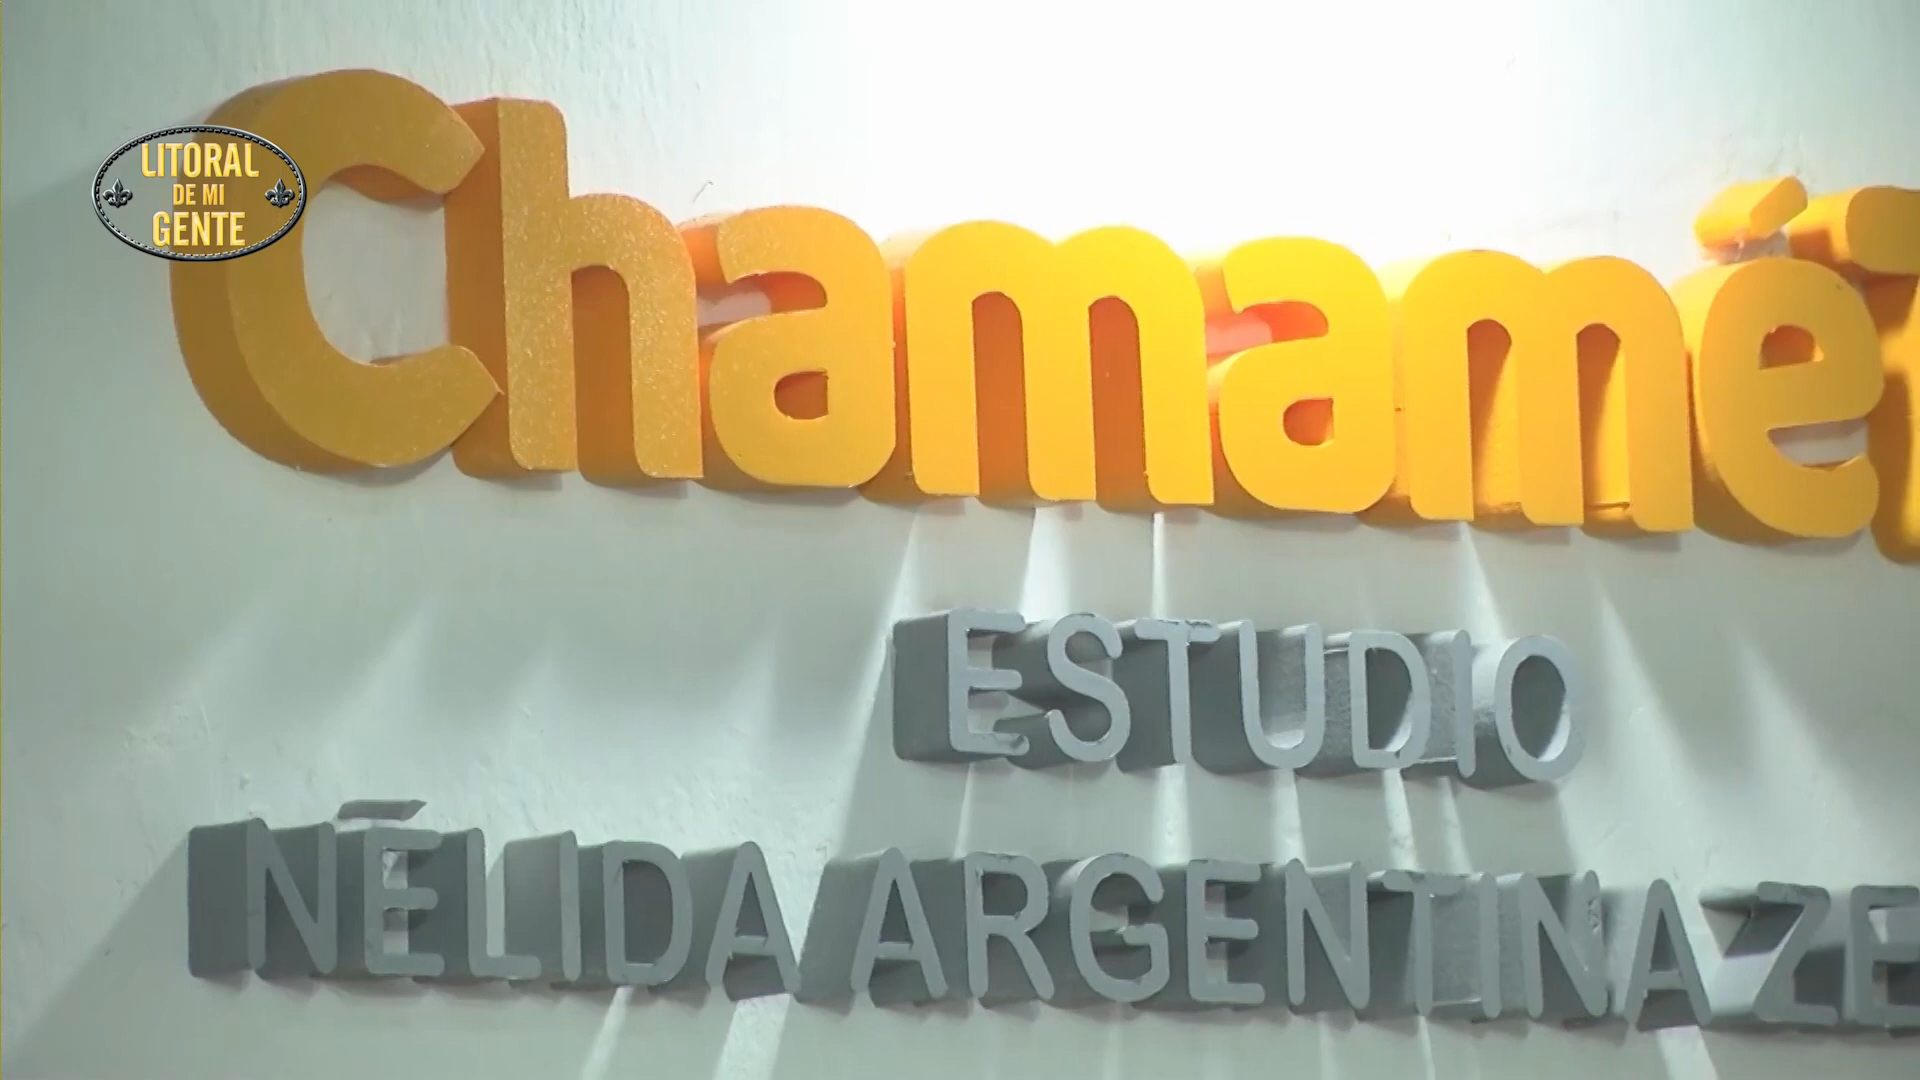 LITORAL
DE MI
GENTE
Chamamé
ESTUDIO
NÉLIDA ARGENTINA ZE